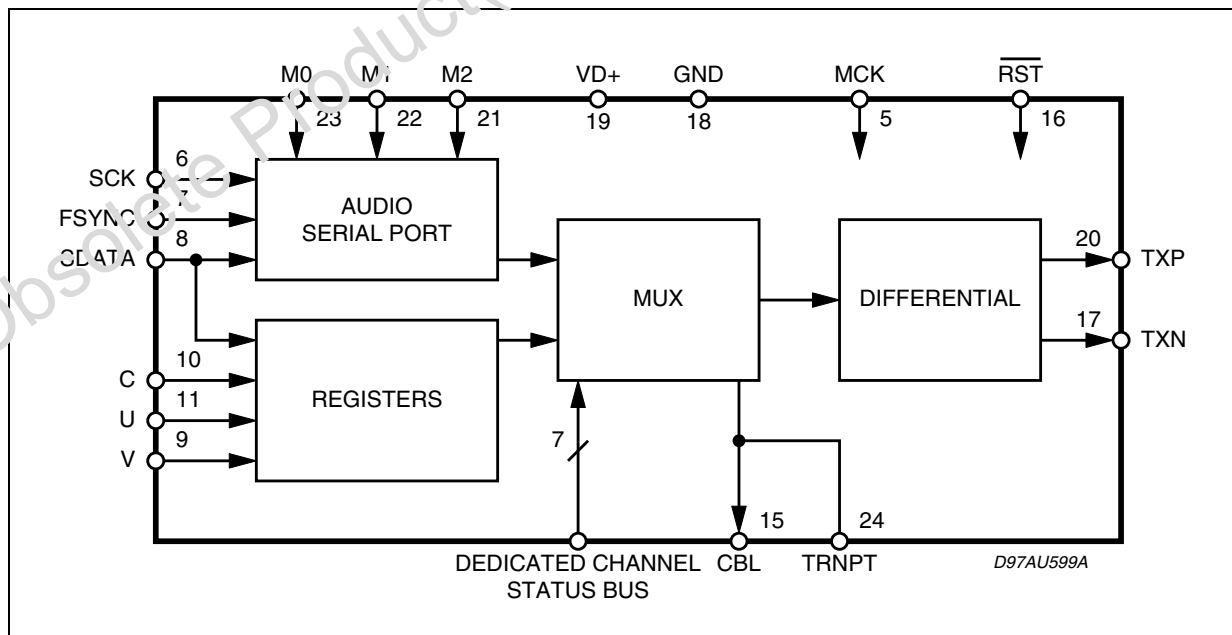 M0 M1 M2 VD+ GND MCK RST
23 22 21 19 18 5 16
6
SCK
7
FSYNC
8
SDATA
AUDIO
SERIAL PORT
MUX
DIFFERENTIAL
20
TXP
17
TXN
10
C
11
U
9
V
REGISTERS
7
15 24
DEDICATED CHANNEL
STATUS BUS
CBL
TRNPT
D97AU599A
Obsolete Product(